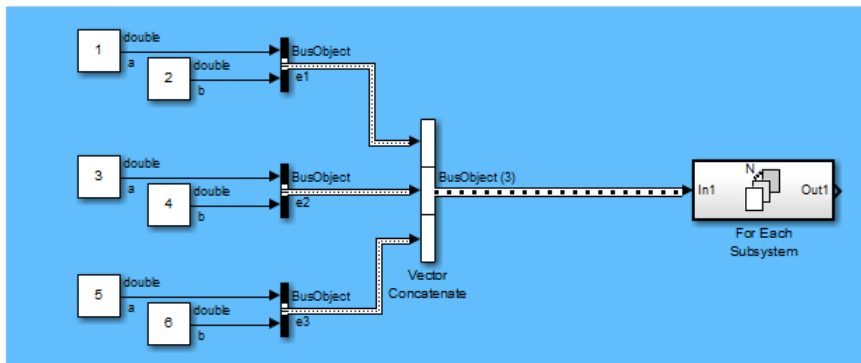 double
1
BusObject
a
double
2
e1
b
double
3
BusObject
a
double
4
e2
b
BusObject (3)
N
In1
Out1
For Each
Subsystem
Vector
Concatenate
double
5
BusObject
a
double
6
e3
b